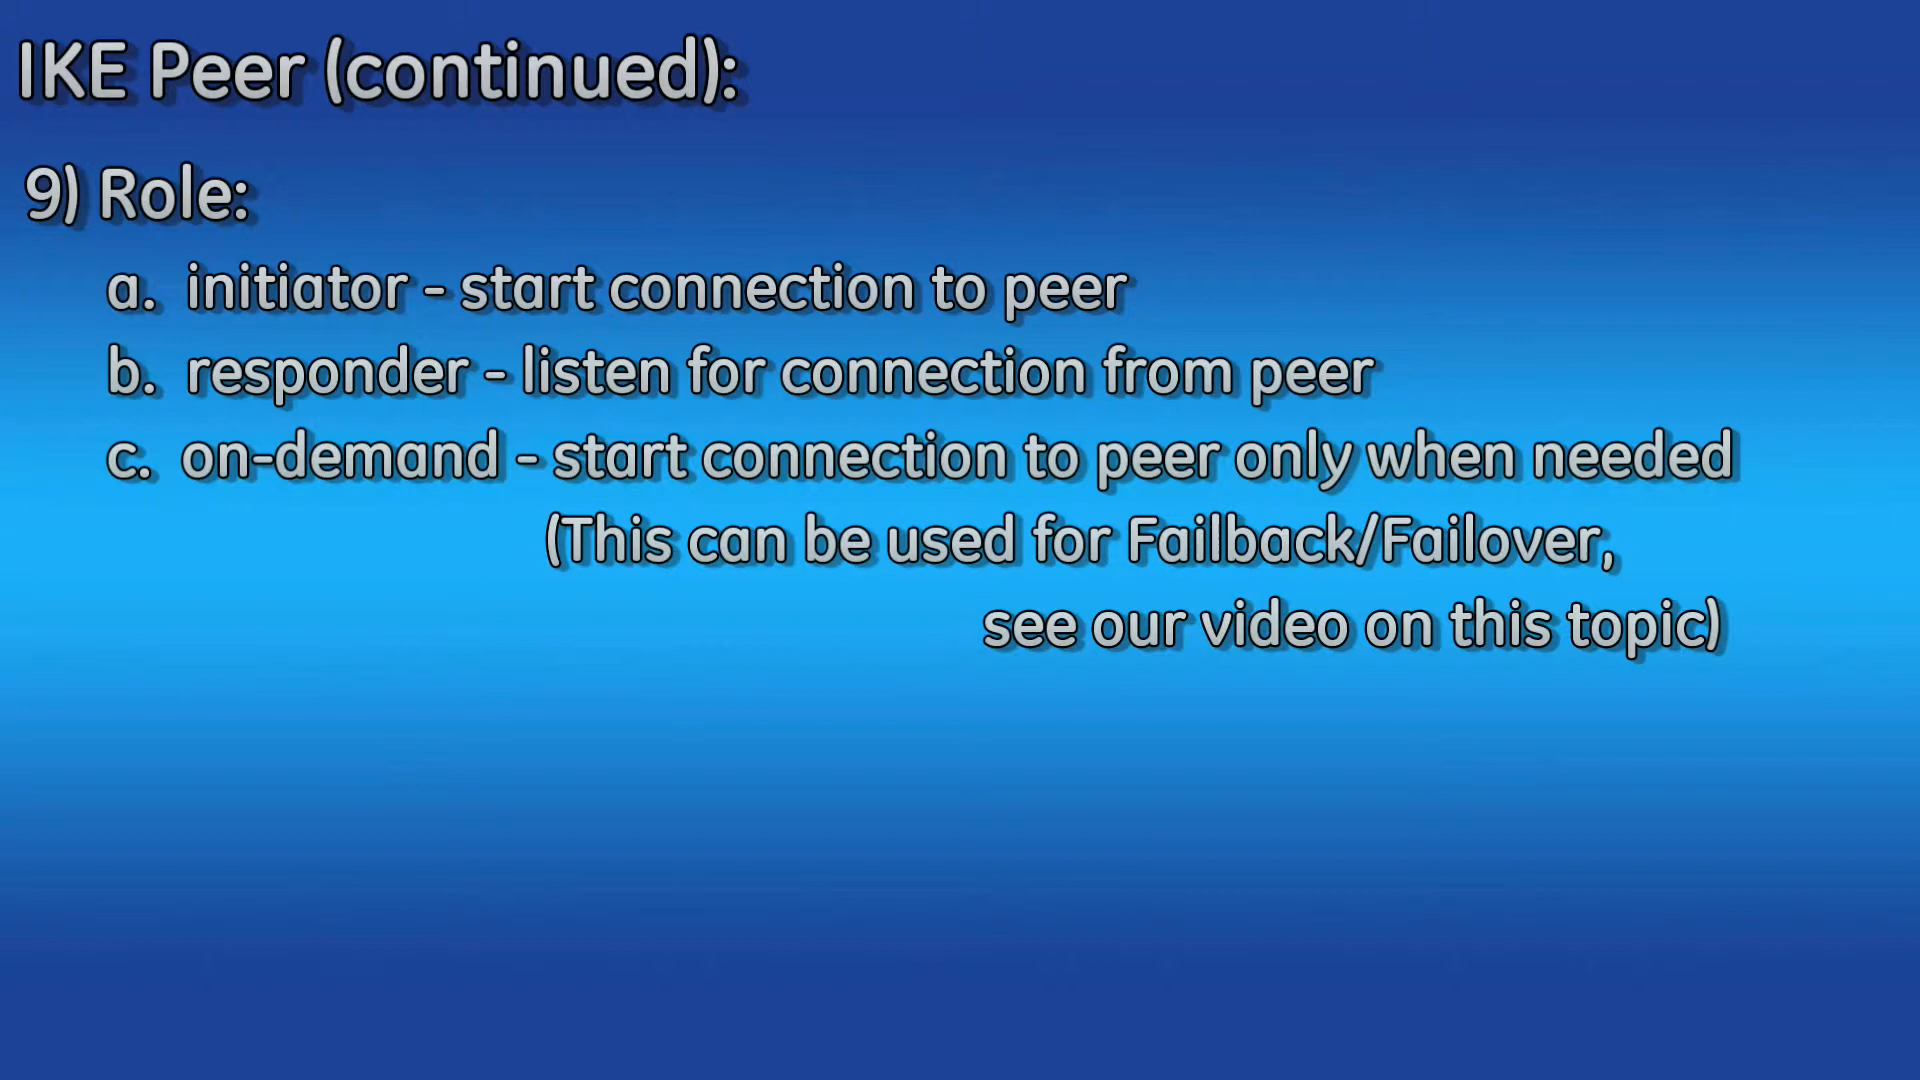 IKE Peer (continued):
9) Role:
a. initiator - start connection to peer
b. responder - listen for connection from peer
c. on-demand - start connection to peer only when needed
(This can be used for Failback/Failover,
see our video on this topic)